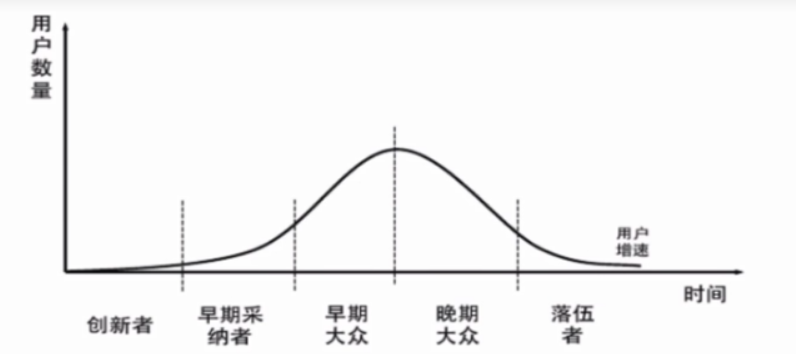 用
户
数
量
用户
增速
时间
创新者
早期采
纳者
早期
大众
晚期
大众
落伍
者